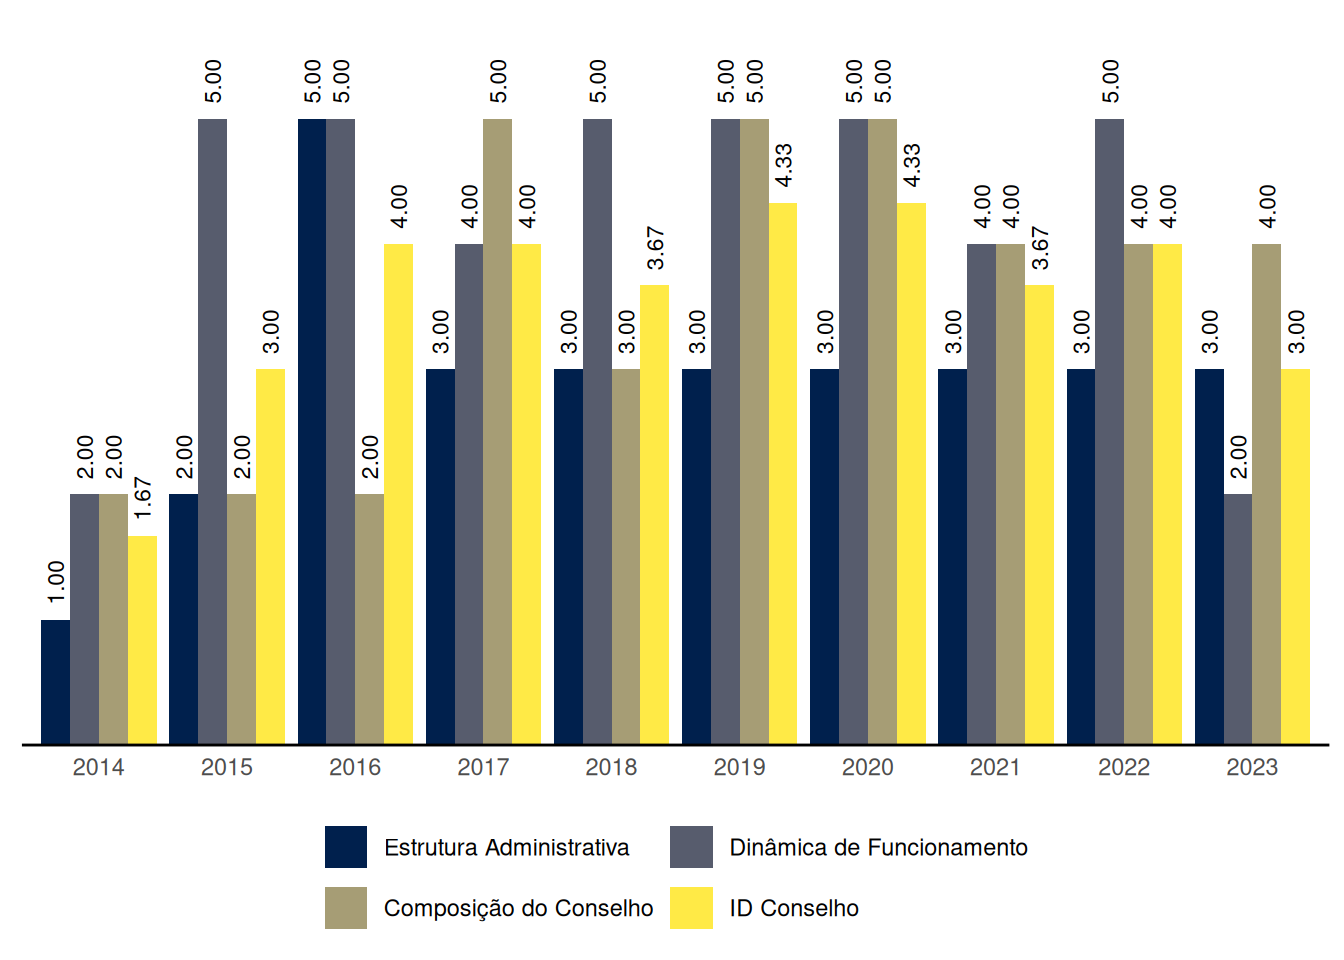 1.00 2.00 2.00 1.67
2.00 5.00 2.00 3.00
5.00 5.00 2.00 4.00
3.00 4.00 5.00 4.00
3.00 5.00 3.00 3.67
3.00 5.00 5.00 4.33
3.00 5.00 5.00 4.33
3.00 4.00 4.00 3.67
3.00 5.00 4.00 4.00
3.00 2.00 4.00 3.00
2014 2015 2016 2017 2018 2019 2020 2021 2022 2023
Estrutura Administrativa Dinâmica de Funcionamento
Composição do Conselho ID Conselho